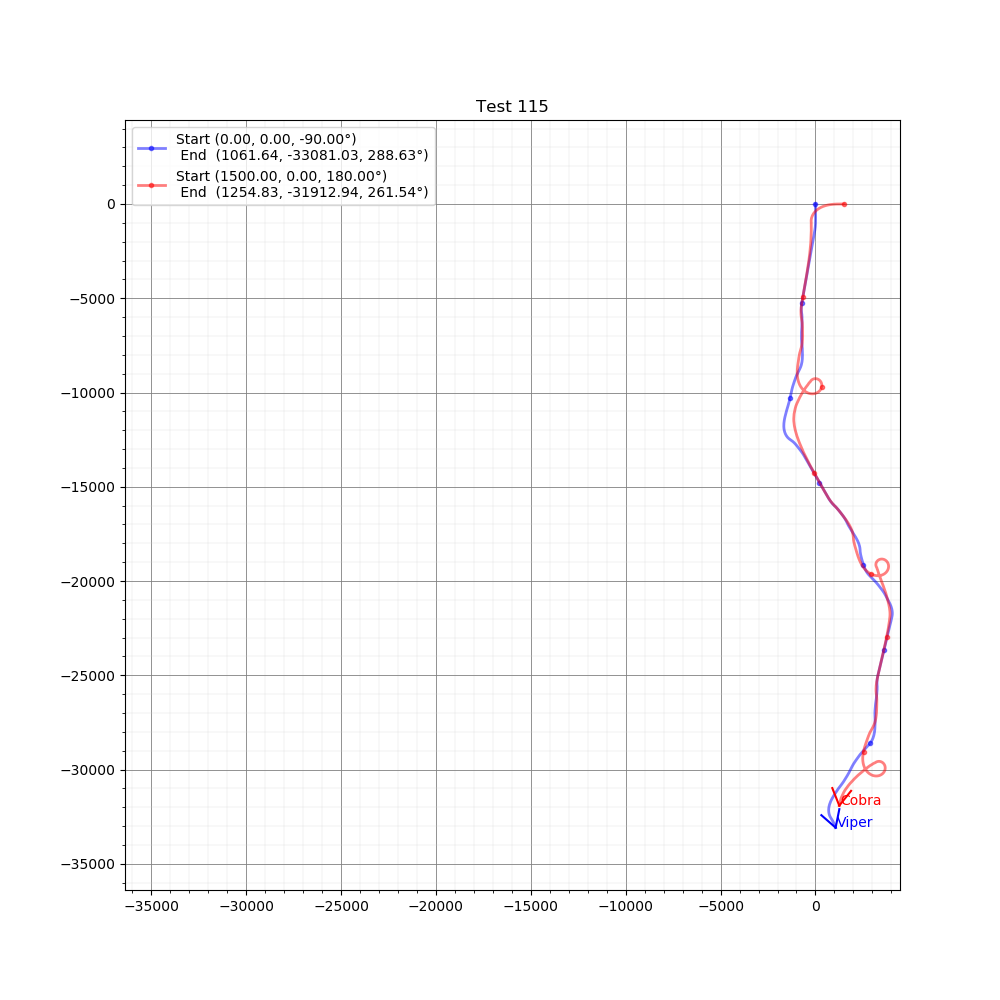 Test 115
Start (0.00, 0.00, -90.00°)
End  (1061.64, -33081.03, 288.63°)
Start (1500.00, 0.00, 180.00°)
End  (1254.83, -31912.94, 261.54°)
0
−5000
−10000
−15000
−20000
−25000
−30000
−35000
Cobra
Viper
−35000 −30000 −25000 −20000 −15000 −10000 −5000 0